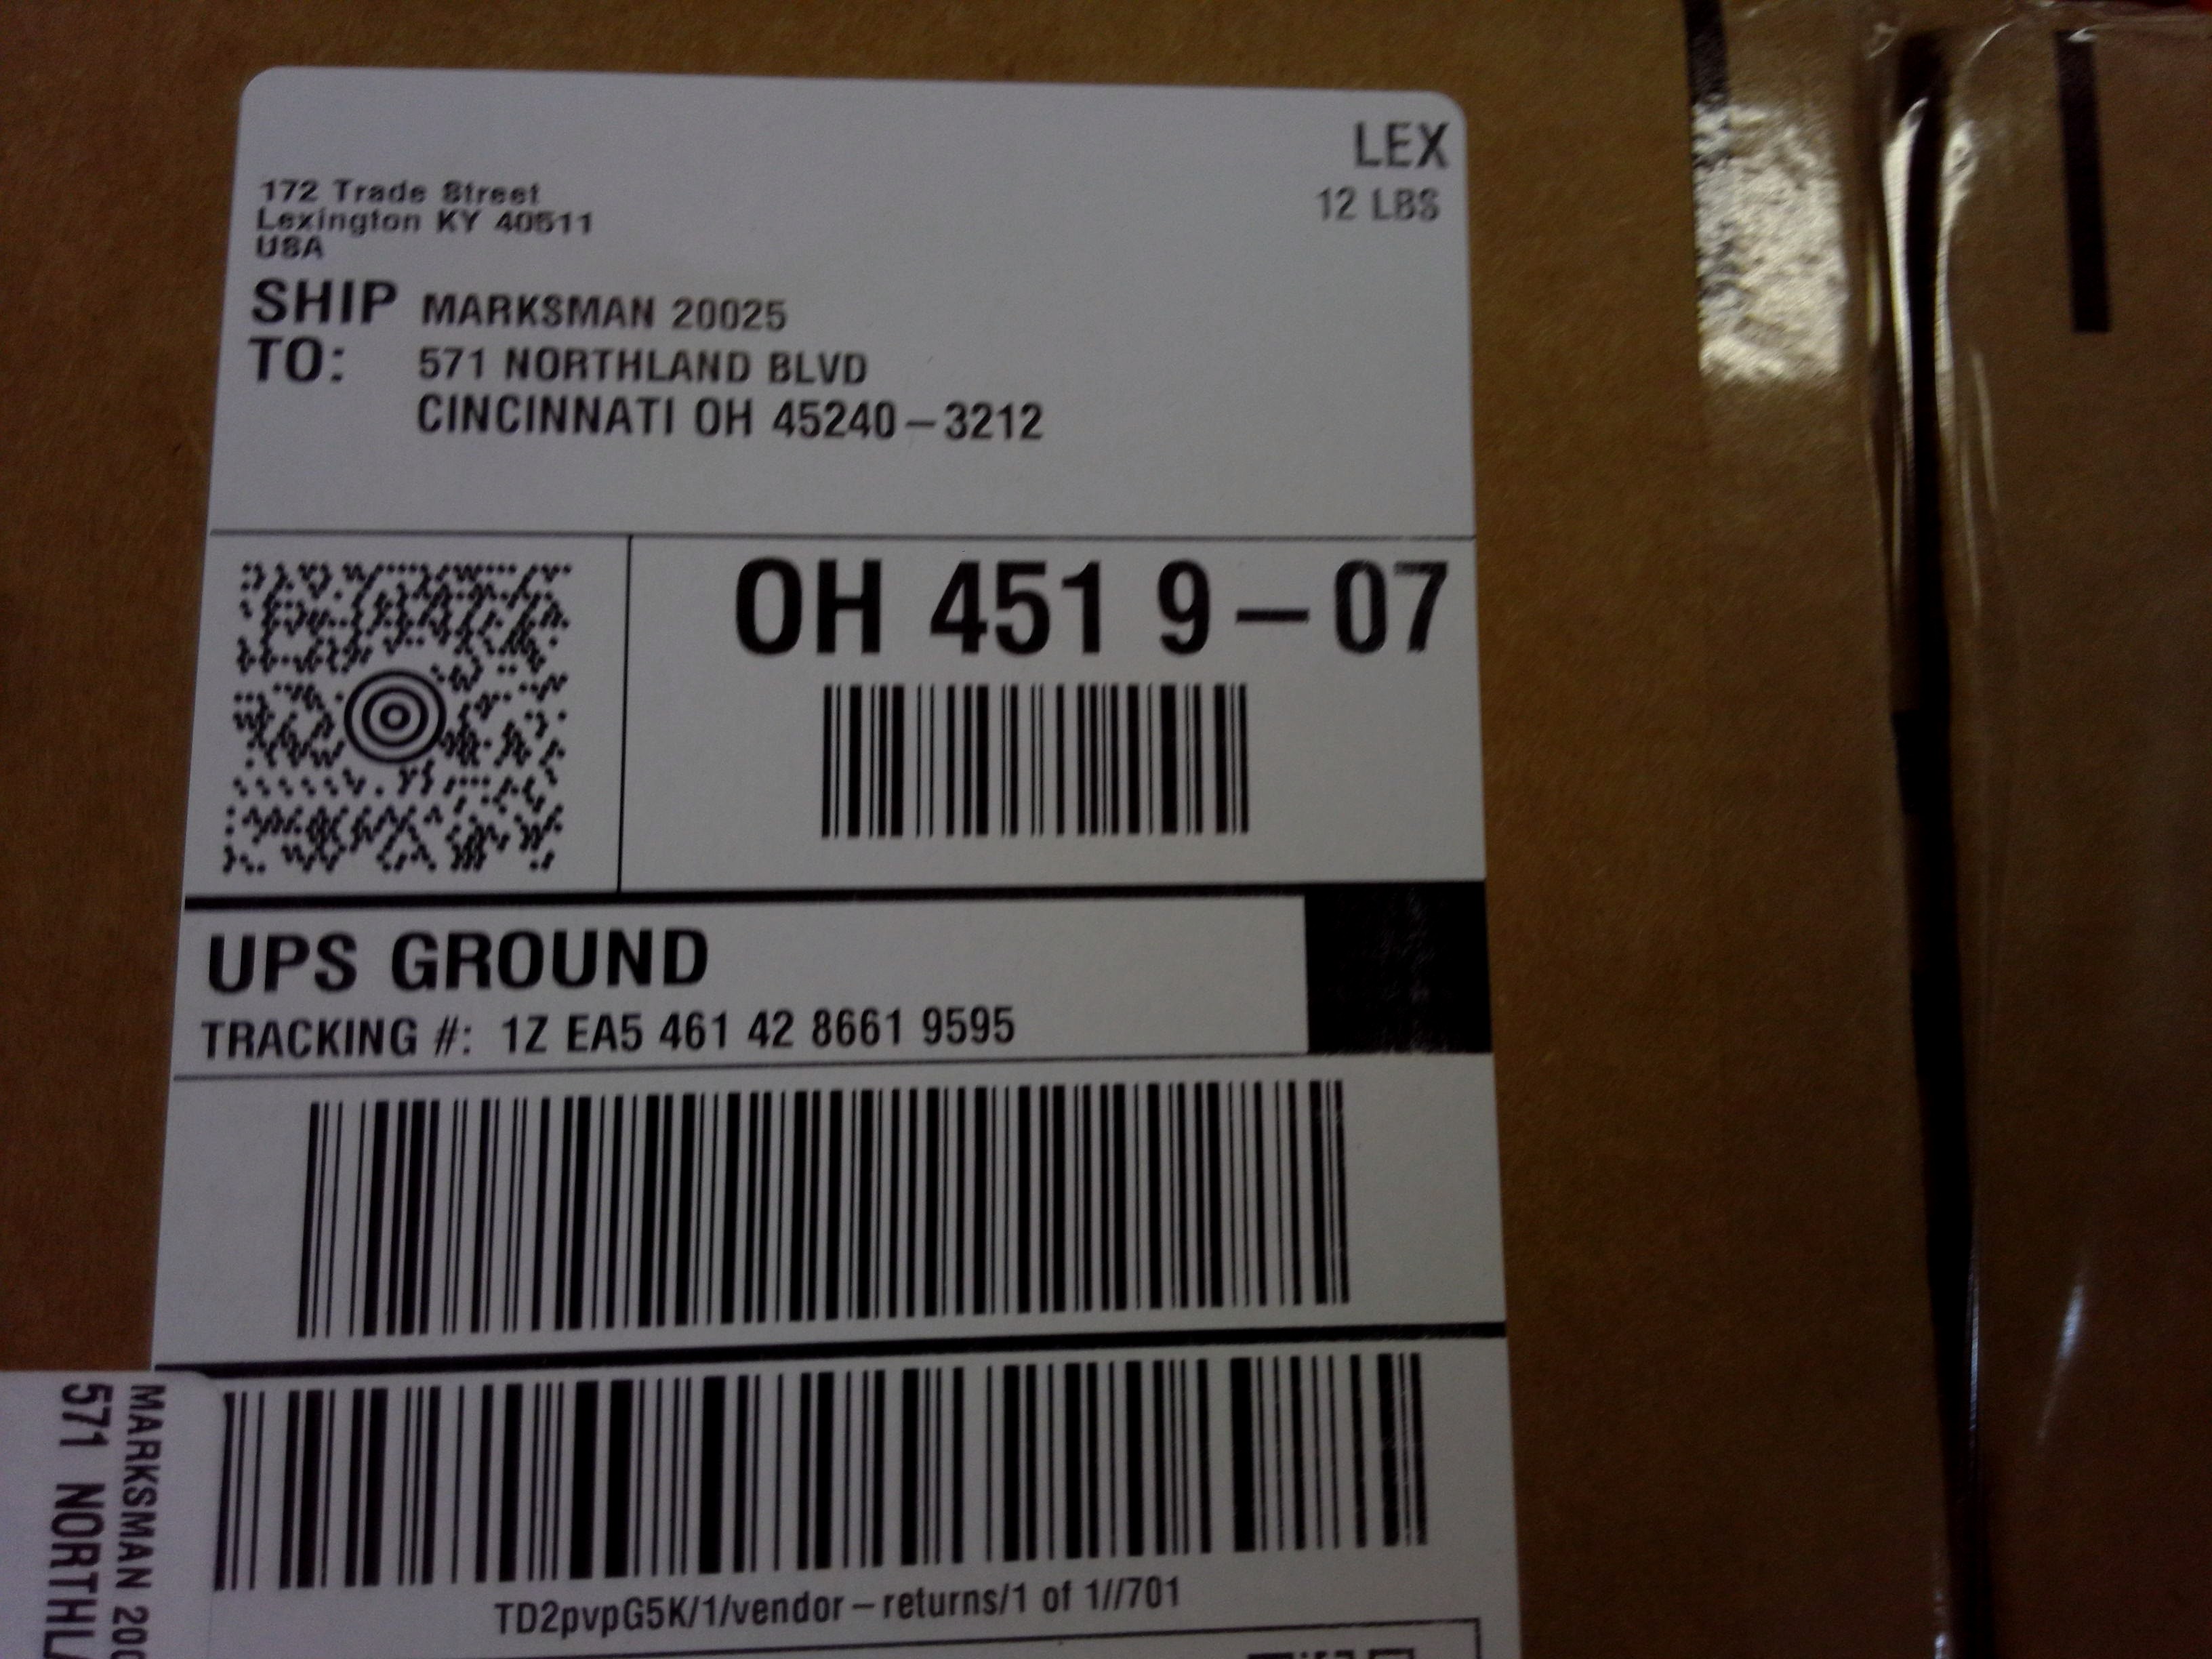 LEX
12 LBS
172 Trade Street
Lexington KY 40511
USA
SHIP TO:
MARKSMAN 20025
571 NORTHLAND BLVD
CINCINNATI OH 45240-3212
OH 451 9-07
UPS GROUND
TRACKING #: 1Z EA5 461 42 8661 9595
TD2pvpG5K/1/vendor-returns/1 of 1//701
MARKSMAN 200
571 NORTHLA